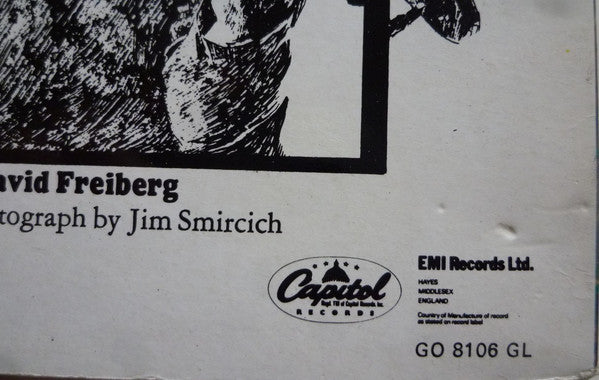 avid Freiberg
tograph by Jim Smircich
Capitol
Regd. TM of Capitol Records, Inc.
RECORDS
EMI Records Ltd.
HAYES
MIDDLESEX
ENGLAND
Country of Manufacture of record
as stated on record label
GO 8106 GL